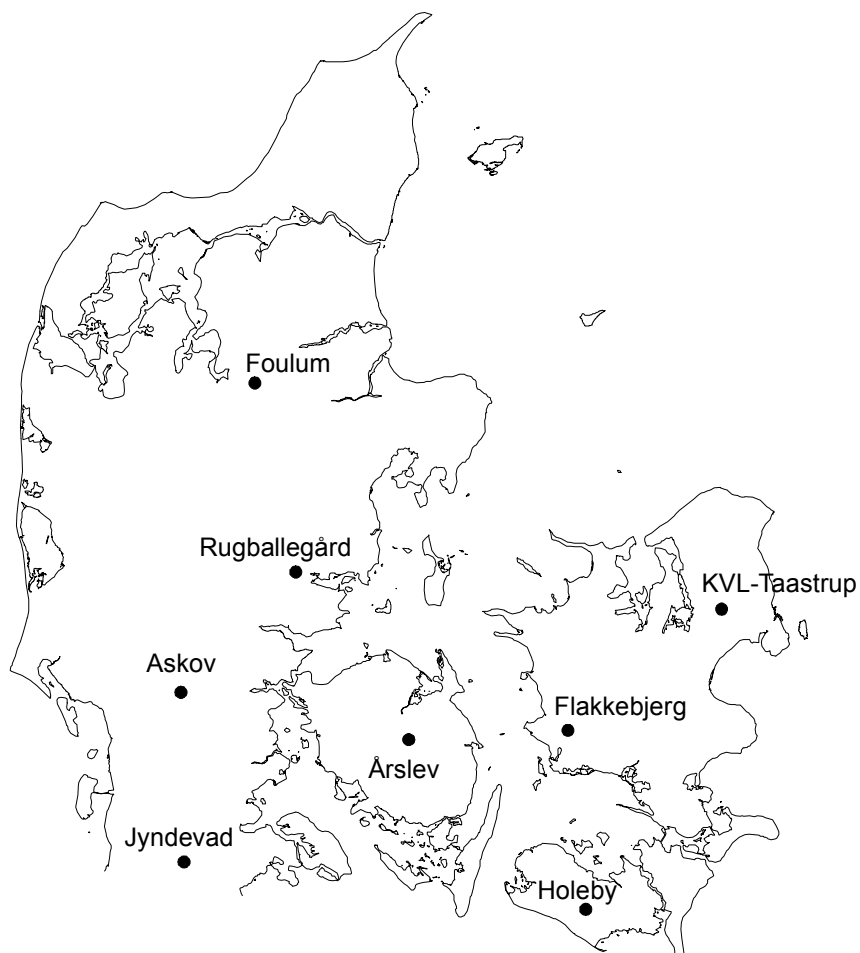 Foulum
Rugballegård
KVL-Taastrup
Askov
Flakkebjerg
Årslev
Jyndevad
Holeby